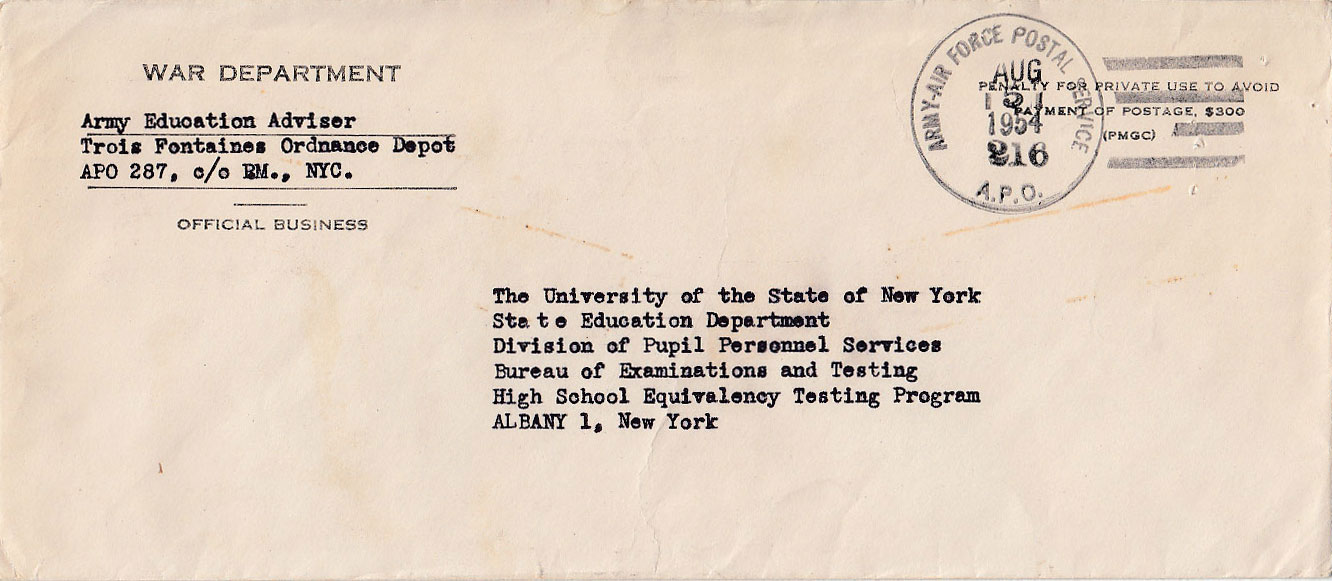 WAR DEPARTMENT
Army Education Adviser
Trois Fontaines Ordnance Depot
APO 287, c/o PM., NYC.
OFFICIAL BUSINESS
ARMY-AIR FORCE POSTAL SERVICE
AUG
1954
216
A.P.O.
PENALTY FOR PRIVATE USE TO AVOID
PAYMENT OF POSTAGE, $300
(PMGC)
The University of the State of New York
State Education Department
Division of Pupil Personnel Services
Bureau of Examinations and Testing
High School Equivalency Testing Program
ALBANY 1, New York